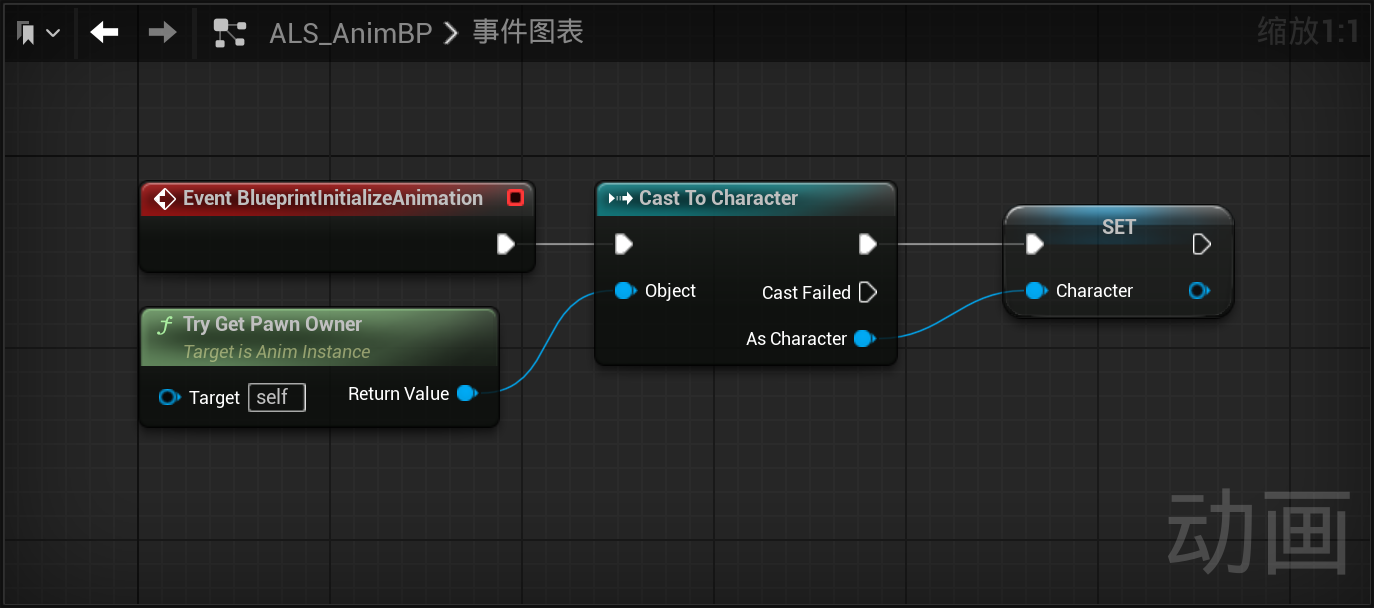 ALS_AnimBP > 事件图表
缩放1:1
Event BlueprintInitializeAnimation
Cast To Character
SET
Object
Cast Failed
Character
As Character
f Try Get Pawn Owner
Target is Anim Instance
Target self
Return Value
动画